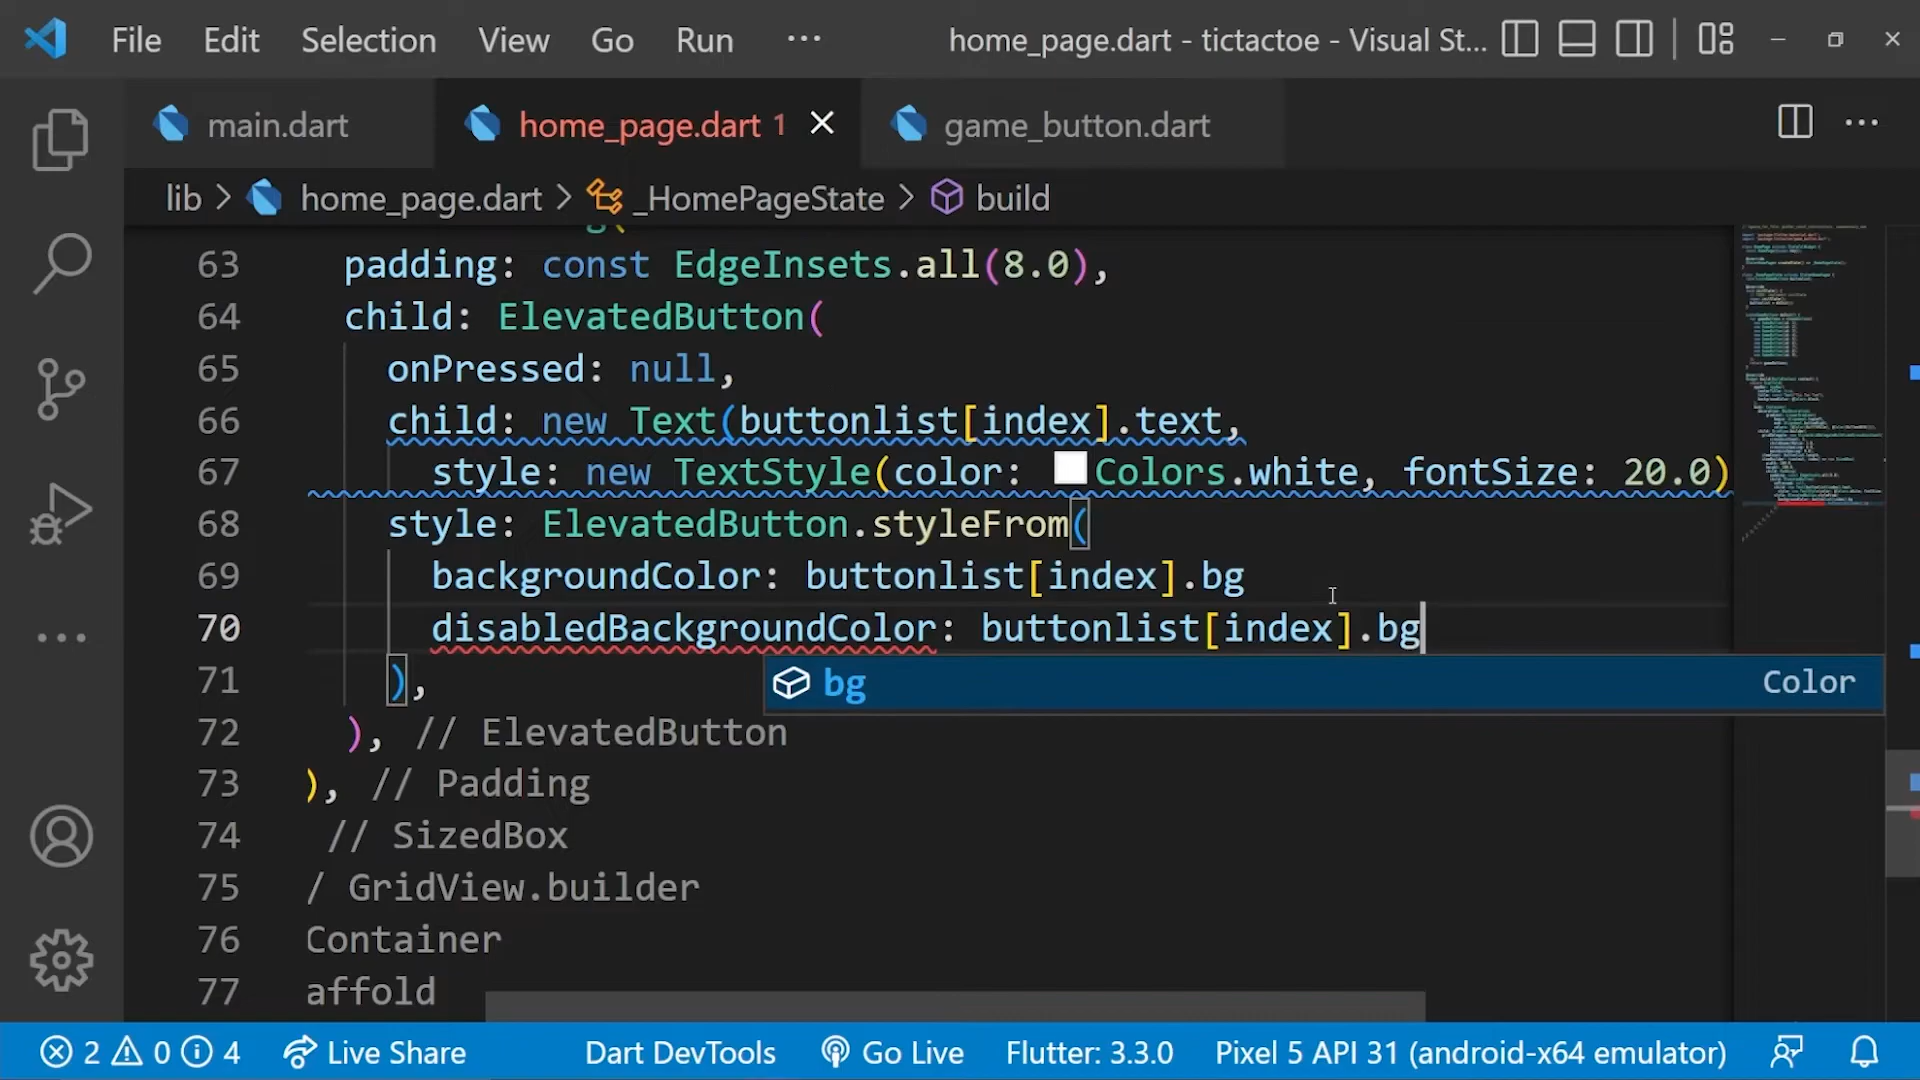 File Edit Selection View Go Run ··· home_page.dart - tictactoe - Visual St...
main.dart home_page.dart 1 game_button.dart
lib > home_page.dart > _HomePageState > build
63 padding: const EdgeInsets.all(8.0),
64 child: ElevatedButton(
65 onPressed: null,
66 child: new Text(buttonlist[index].text,
67 style: new TextStyle(color: Colors.white, fontSize: 20.0)
68 style: ElevatedButton.styleFrom(
69 backgroundColor: buttonlist[index].bg
70 disabledBackgroundColor: buttonlist[index].bg
71 ),
bg Color
72 ), // ElevatedButton
73 ), // Padding
74 // SizedBox
75 / GridView.builder
76 Container
77 affold
2 0 4 Live Share Dart DevTools Go Live Flutter: 3.3.0 Pixel 5 API 31 (android-x64 emulator)